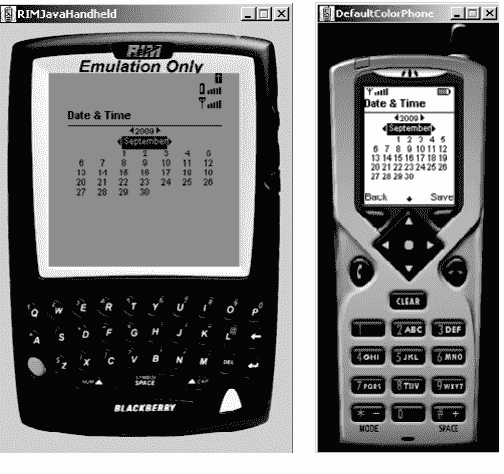 RIMJavaHandheld
RIM
Emulation Only
Date & Time
2009
September
1 2 3 4 5
6 7 8 9 10 11 12
13 14 15 16 17 18 19
20 21 22 23 24 25 26
27 28 29 30
Q W E R T Y U I O P
A S D F G H J K L
Z X C V B N M DEL
NUM SYMBOL CAP
SPACE
BLACKBERRY
DefaultColorPhone
Date & Time
2009
September
1 2 3 4 5
6 7 8 9 10 11 12
13 14 15 16 17 18 19
20 21 22 23 24 25 26
27 28 29 30
Back Save
CLEAR
1 2 ABC 3 DEF
4 GHI 5 JKL 6 MNO
7 PQRS 8 TUV 9 WXYZ
* - 0 # +
MODE SPACE